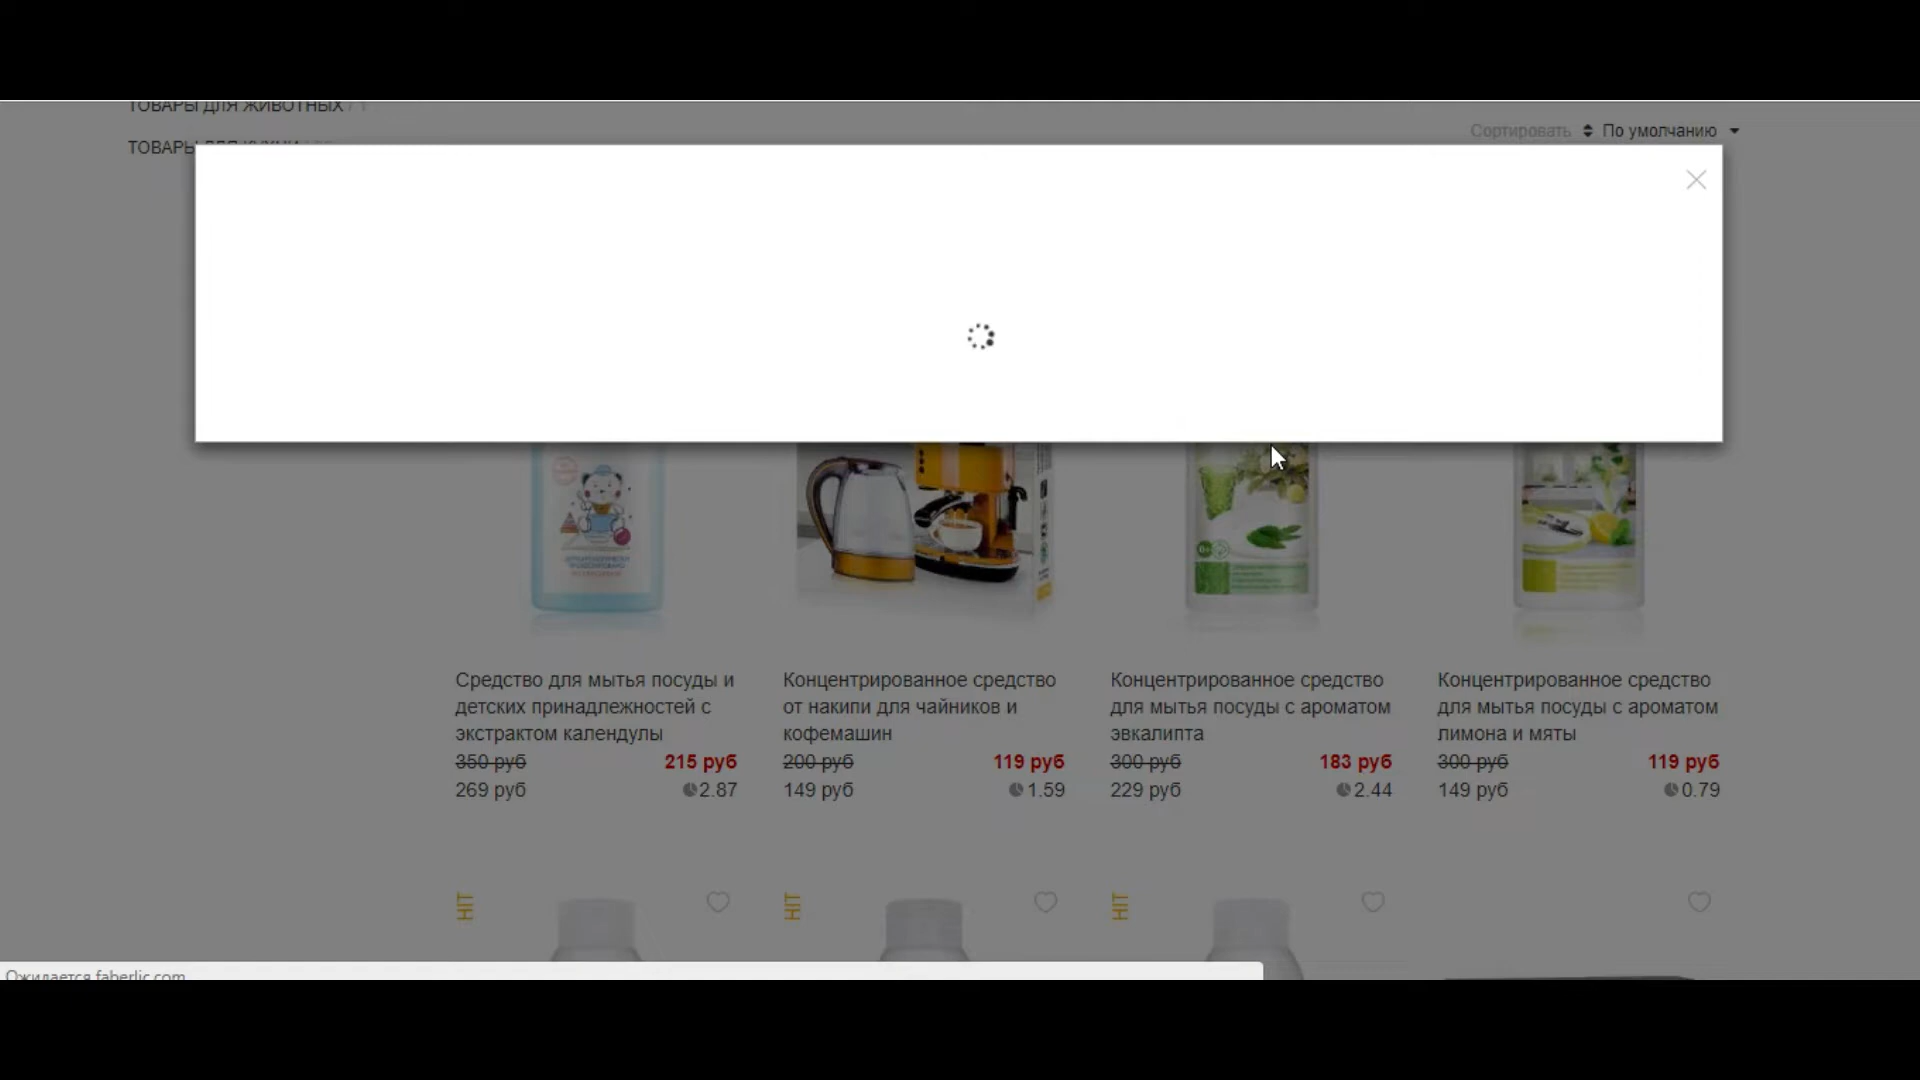 ТОВАРЫ ДЛЯ ЖИВОТНЫХ
Сортировать По умолчанию
Средство для мытья посуды и
детских принадлежностей с
экстрактом календулы
350 руб 215 руб
269 руб 2.87
Концентрированное средство
от накипи для чайников и
кофемашин
200 руб 119 руб
149 руб 1.59
Концентрированное средство
для мытья посуды с ароматом
эвкалипта
300 руб 183 руб
229 руб 2.44
Концентрированное средство
для мытья посуды с ароматом
лимона и мяты
300 руб 119 руб
149 руб 0.79
HIT
HIT
HIT
Ожидается faberlic.com